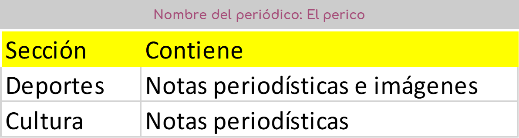 Nombre del periódico: El perico
Sección Contiene
Deportes Notas periodísticas e imágenes
Cultura Notas periodísticas